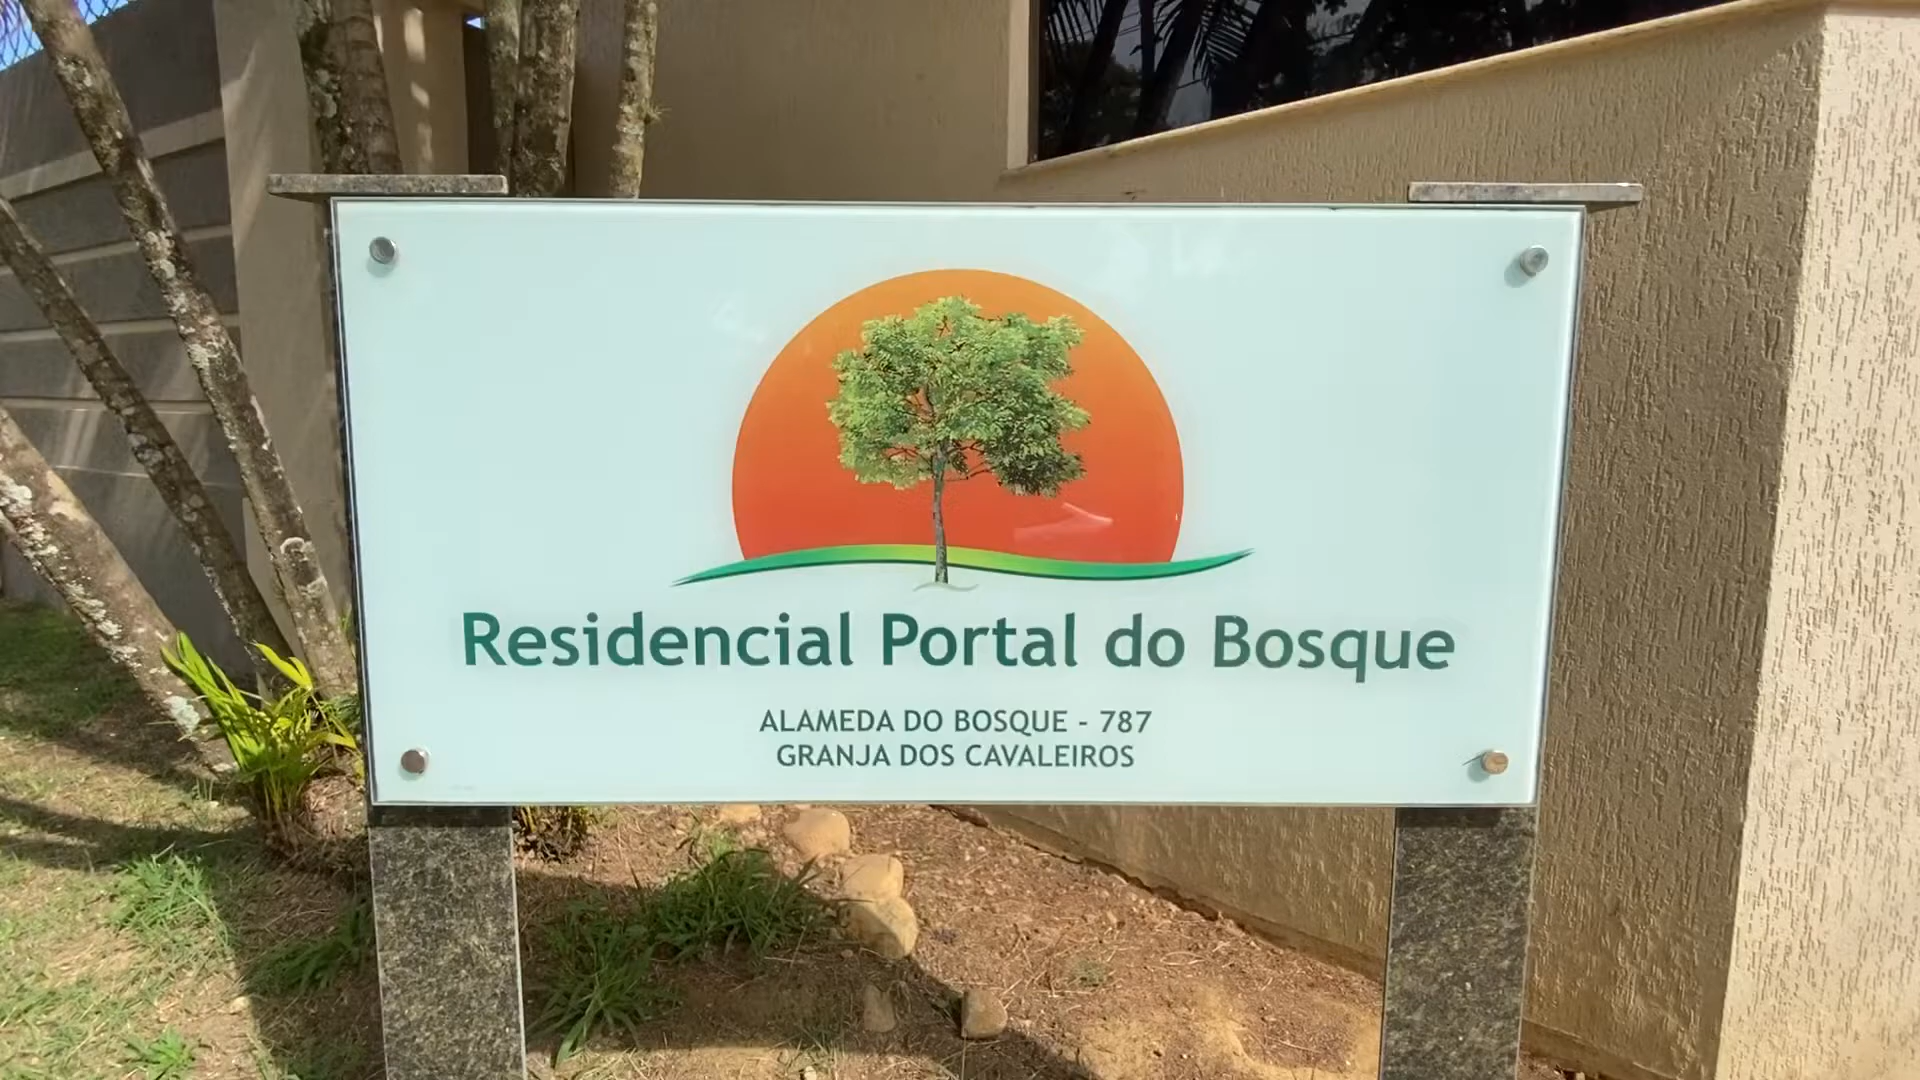 Residencial Portal do Bosque
ALAMEDA DO BOSQUE - 787
GRANJA DOS CAVALEIROS